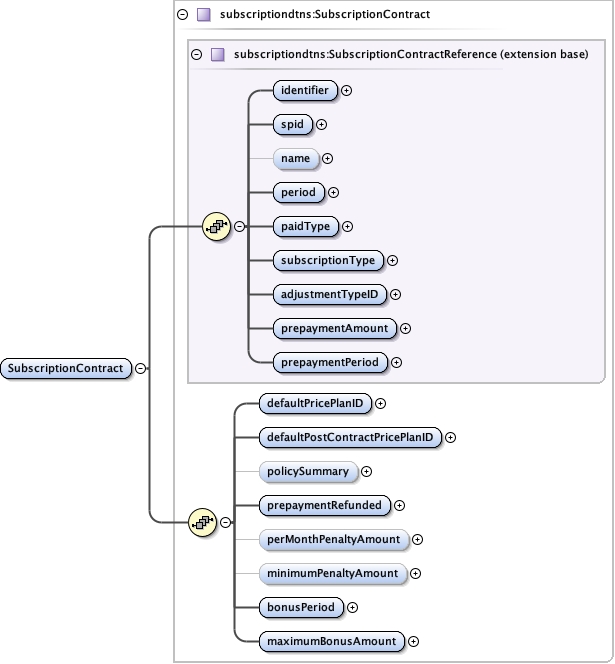 subscriptiondtns:SubscriptionContract
subscriptiondtns:SubscriptionContractReference (extension base)
identifier
spid
name
period
paidType
subscriptionType
adjustmentTypeID
prepaymentAmount
prepaymentPeriod
SubscriptionContract
defaultPricePlanID
defaultPostContractPricePlanID
policySummary
prepaymentRefunded
perMonthPenaltyAmount
minimumPenaltyAmount
bonusPeriod
maximumBonusAmount